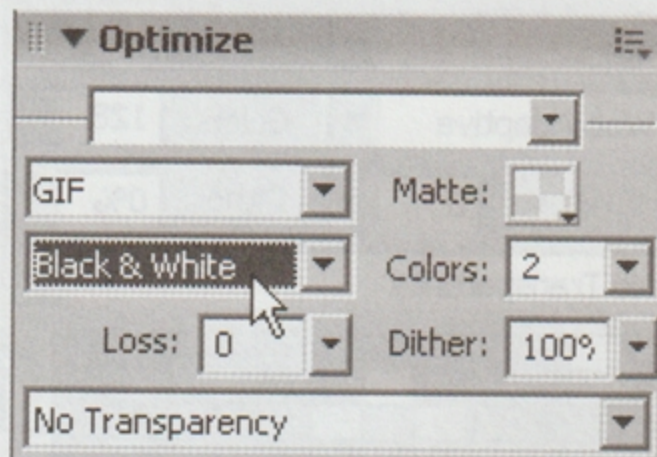 Optimize
GIF Matte:
Black & White Colors: 2
Loss: 0 Dither: 100%
No Transparency